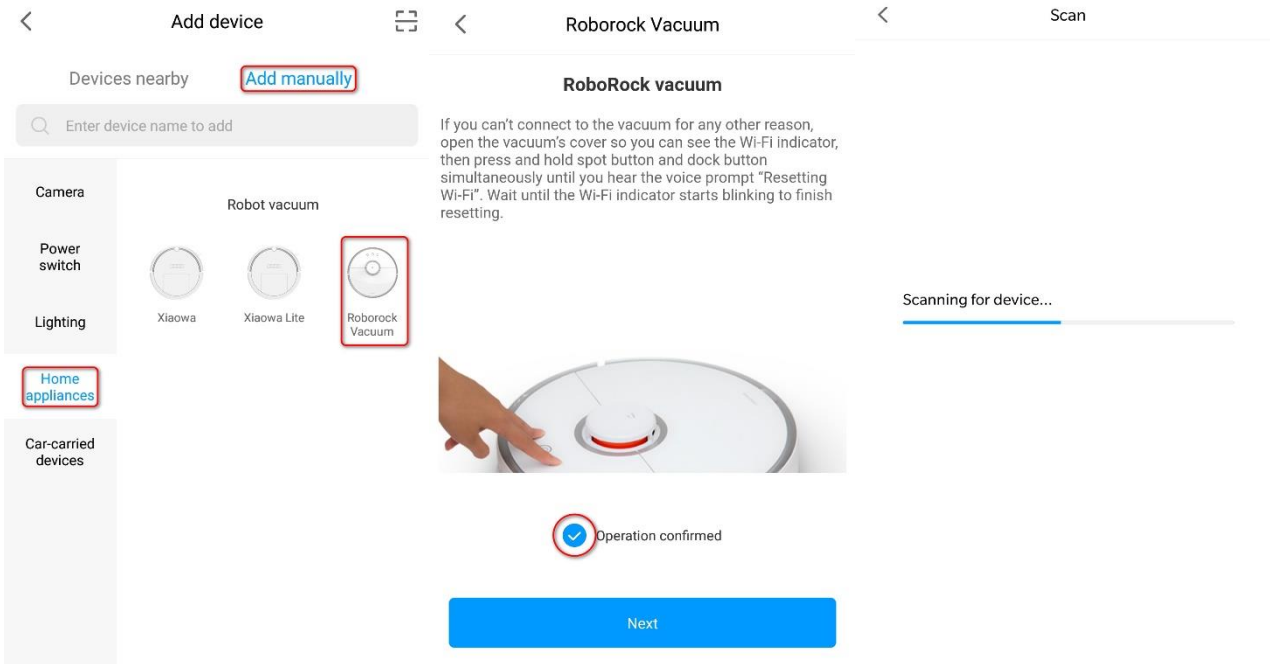 Add device
Devices nearby
Add manually
Enter device name to add
Camera
Power
switch
Lighting
Home
appliances
Car-carried
devices
Robot vacuum
Xiaowa
Xiaowa Lite
Roborock
Vacuum
Roborock Vacuum
RoboRock vacuum
If you can't connect to the vacuum for any other reason,
open the vacuum's cover so you can see the Wi-Fi indicator,
then press and hold spot button and dock button
simultaneously until you hear the voice prompt “Resetting
Wi-Fi”. Wait until the Wi-Fi indicator starts blinking to finish
resetting.
Operation confirmed
Next
Scan
Scanning for device...